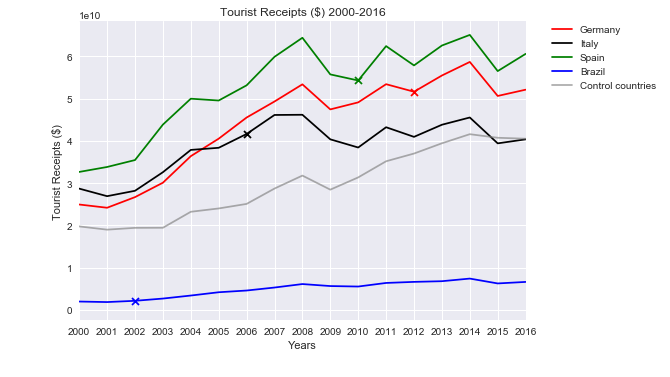 Tourist Receipts ($) 2000-2016
1e10
6
5
4
3
2
1
0
Tourist Receipts ($)
2000 2001 2002 2003 2004 2005 2006 2007 2008 2009 2010 2011 2012 2013 2014 2015 2016
Years
Germany
Italy
Spain
Brazil
Control countries